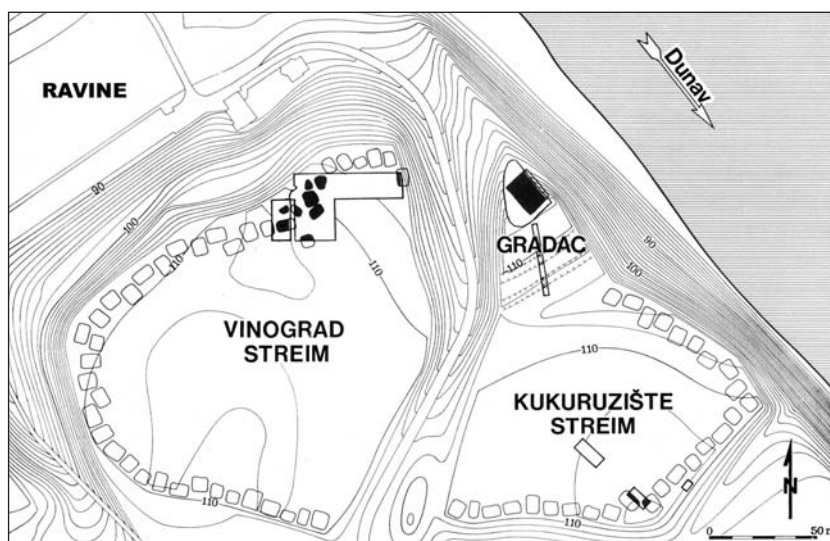 RAVINE
Dunav
90
100
110
GRADAC
110
90
100
VINOGRAD
STREIM
110
110
KUKURUZIŠTE
STREIM
110
110
110
N
0 50 m